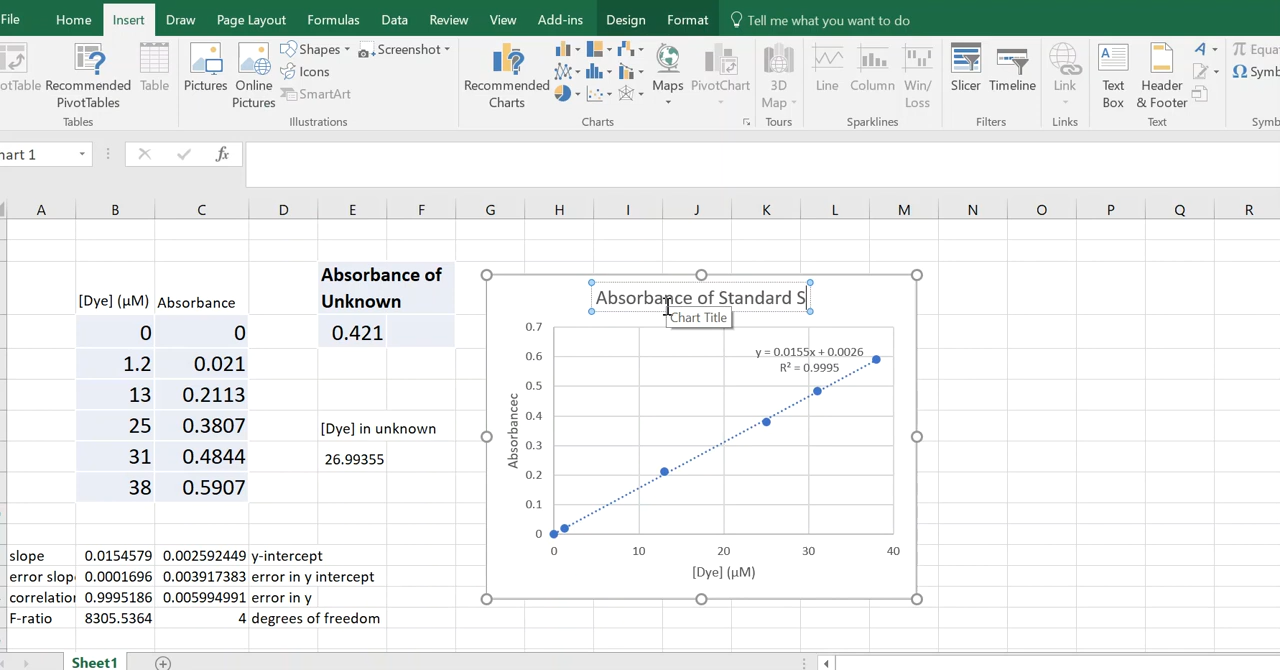 File Home Insert Draw Page Layout Formulas Data Review View Add-ins Design Format Tell me what you want to do
Shapes Screenshot
Icons Equa
SmartArt Symb
otTable Recommended PivotTables Table Pictures Online Pictures Recommended Charts Maps PivotChart 3D Map Line Column Win/ Loss Slicer Timeline Link Text Box Header & Footer
Tables Illustrations Charts Tours Sparklines Filters Links Text Symb
hart 1 fx
A B C D E F G H I J K L M N O P Q R
Absorbance of
Unknown
[Dye] (µM) Absorbance
0 0 0.421
1.2 0.021
13 0.2113
25 0.3807 [Dye] in unknown
31 0.4844 26.99355
38 0.5907
Absorbance of Standard S
Chart Title
0.7
0.6
0.5
0.4
0.3
0.2
0.1
0
y = 0.0155x + 0.0026
R² = 0.9995
Absorbancec
0 10 20 30 40
[Dye] (µM)
slope 0.0154579 0.002592449 y-intercept
error slop 0.0001696 0.003917383 error in y intercept
correlation 0.9995186 0.005994991 error in y
F-ratio 8305.5364 4 degrees of freedom
Sheet1